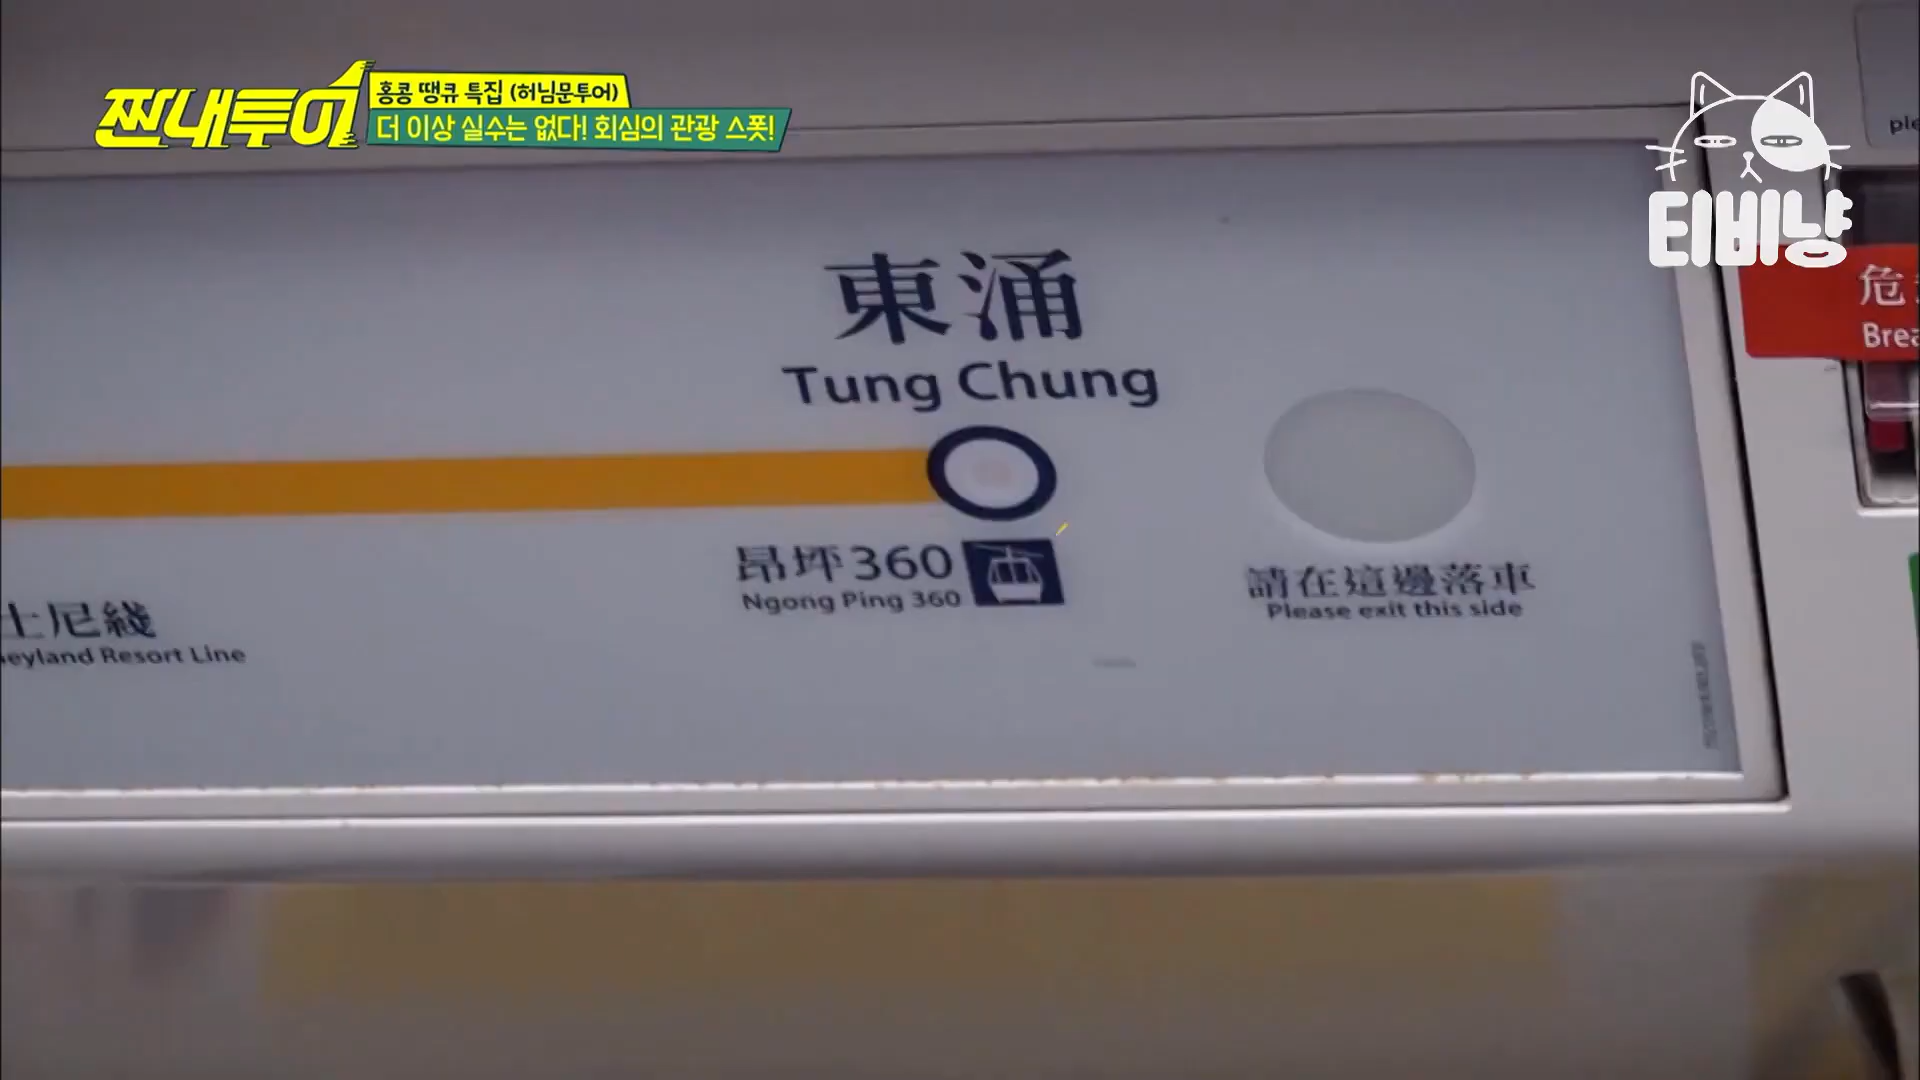 짠내투어
홍콩 땡큐 특집 (허님문투어)
더 이상 실수는 없다! 회심의 관광 스폿!
티비냥
東涌
Tung Chung
昂坪360
Ngong Ping 360
請在這邊落車
Please exit this side
士尼綫
Resort Line
危